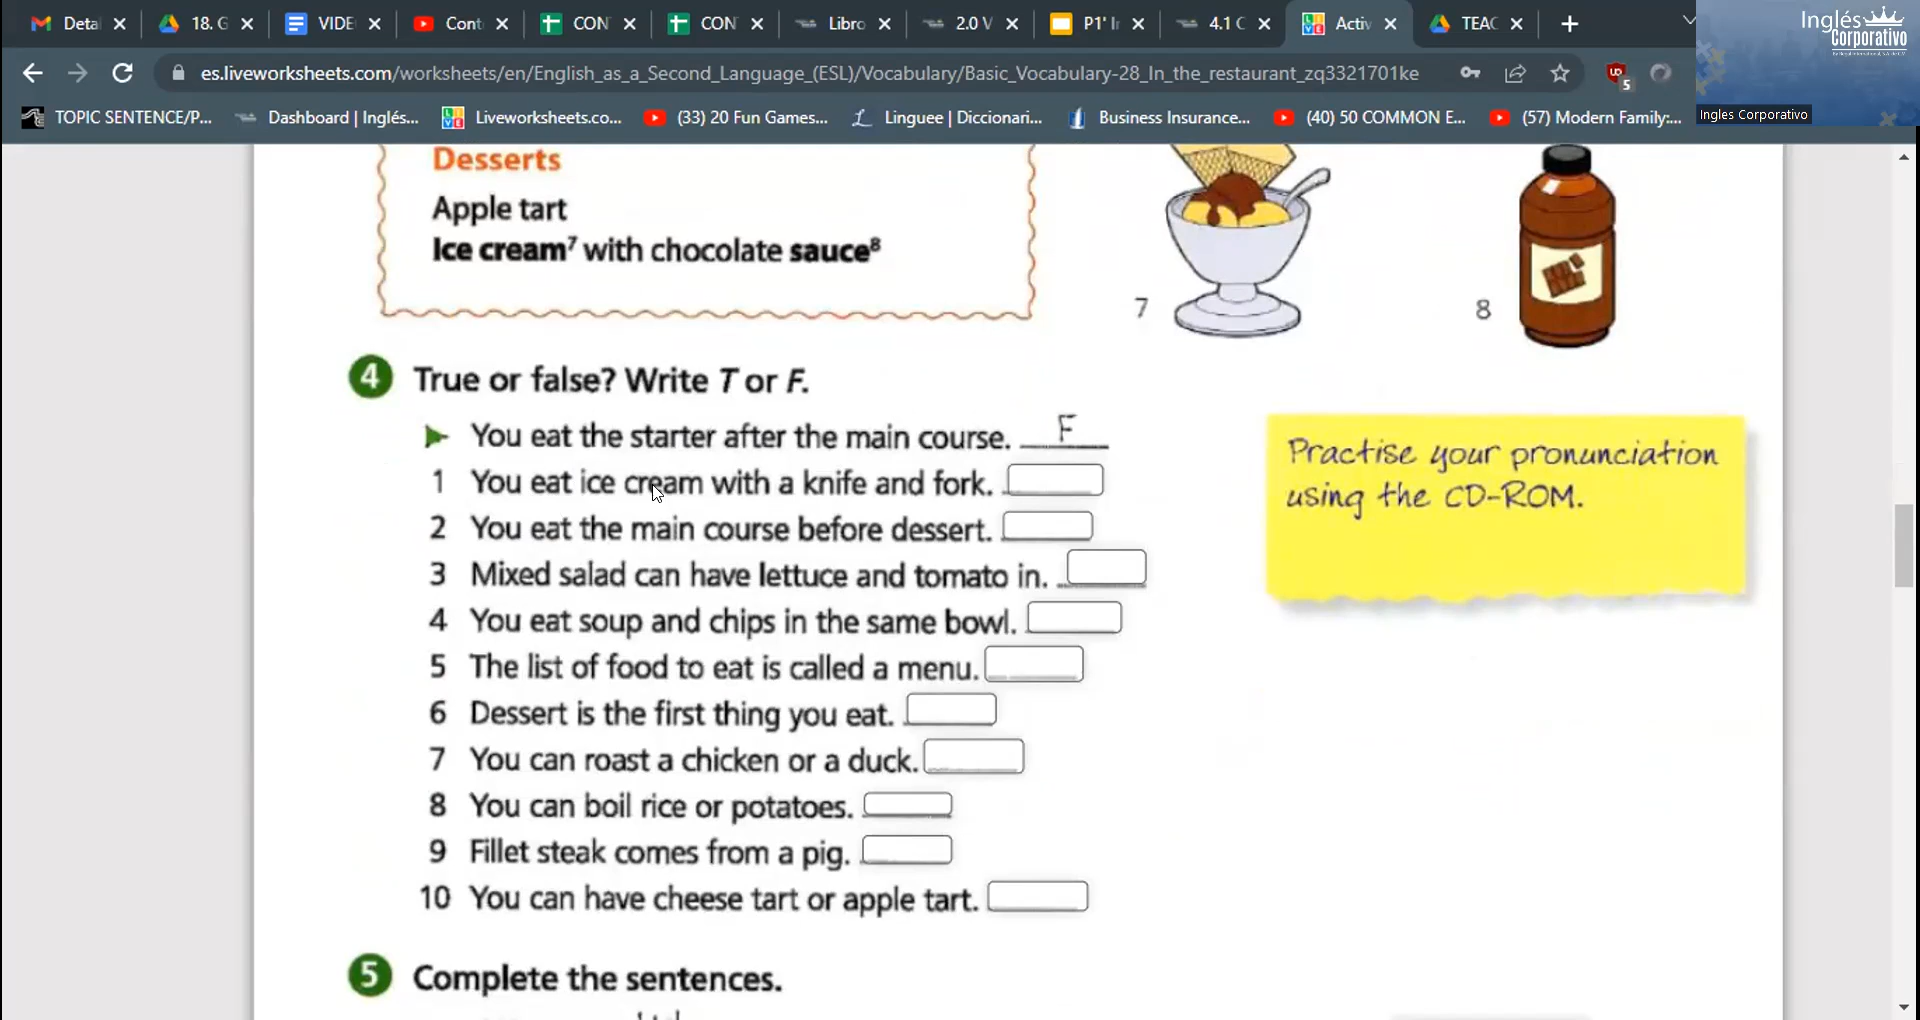 Deta
18. G
VIDE
Cont
CON
CON
Libro
2.0 V
P1' Ir
4.1 C
Activ
TEAC
Inglés
Corporativo
es.liveworksheets.com/worksheets/en/English_as_a_Second_Language_(ESL)/Vocabulary/Basic_Vocabulary-28_In_the_restaurant_zq3321701ke
5
Ingles Corporativo
TOPIC SENTENCE/P...
Dashboard | Inglés...
Liveworksheets.co...
(33) 20 Fun Games...
Linguee | Diccionari...
Business Insurance...
(40) 50 COMMON E...
(57) Modern Family:...
Desserts
Apple tart
Ice cream⁷ with chocolate sauce⁸
7
8
4 True or false? Write T or F.
You eat the starter after the main course. F
1 You eat ice cream with a knife and fork.
2 You eat the main course before dessert.
3 Mixed salad can have lettuce and tomato in.
4 You eat soup and chips in the same bowl.
5 The list of food to eat is called a menu.
6 Dessert is the first thing you eat.
7 You can roast a chicken or a duck.
8 You can boil rice or potatoes.
9 Fillet steak comes from a pig.
10 You can have cheese tart or apple tart.
Practise your pronunciation
using the CD-ROM.
5 Complete the sentences.